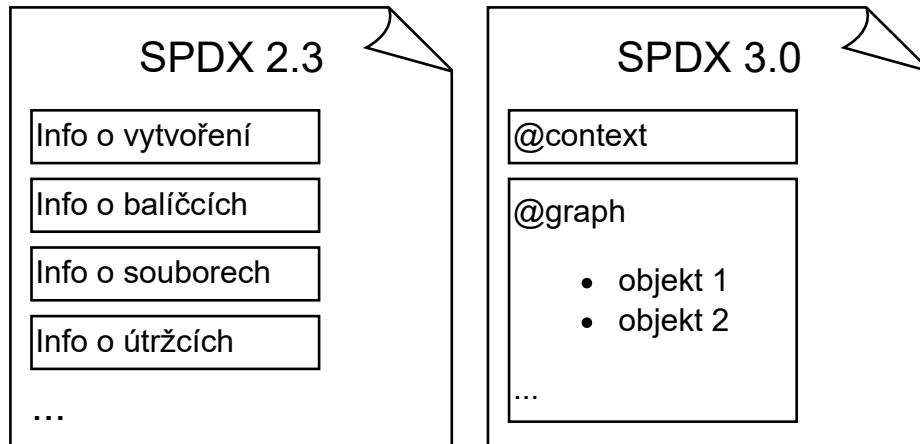 SPDX 2.3
Info o vytvoření
Info o balíčcích
Info o souborech
Info o útržcích
...
SPDX 3.0
@context
@graph
• objekt 1
• objekt 2
...